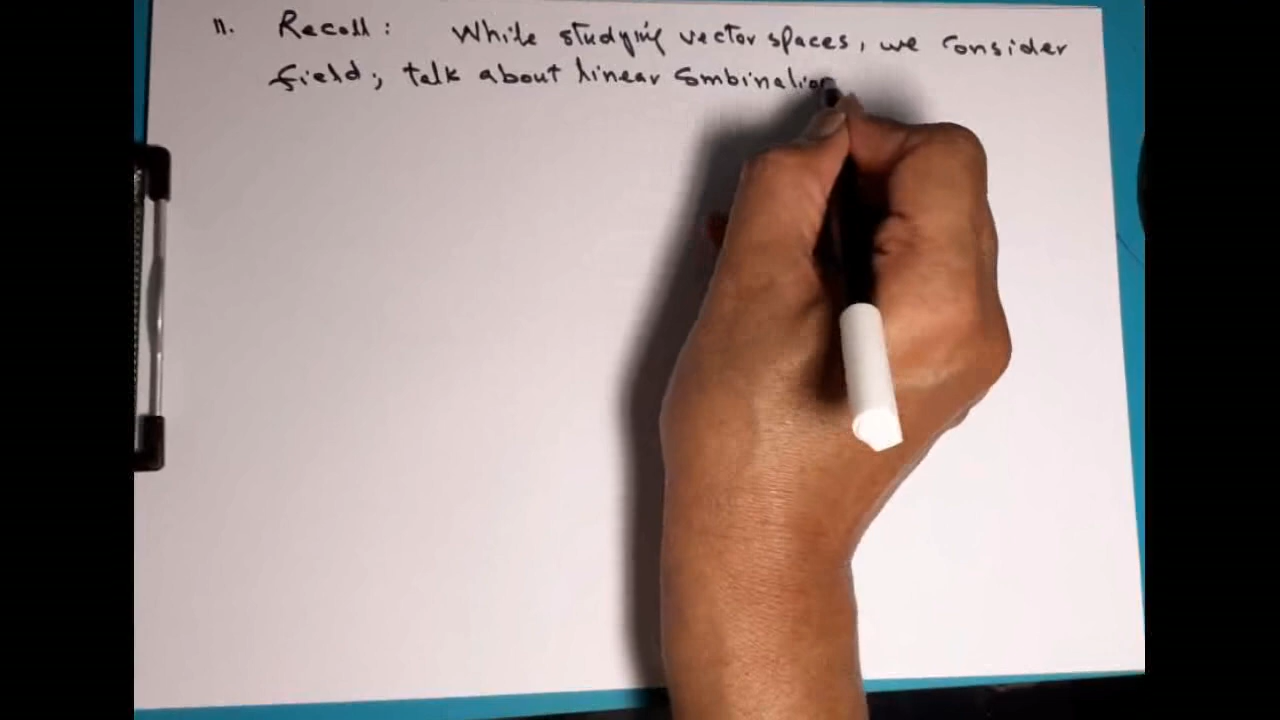 11. Recall: While studying vector spaces, we consider
field; talk about linear combination